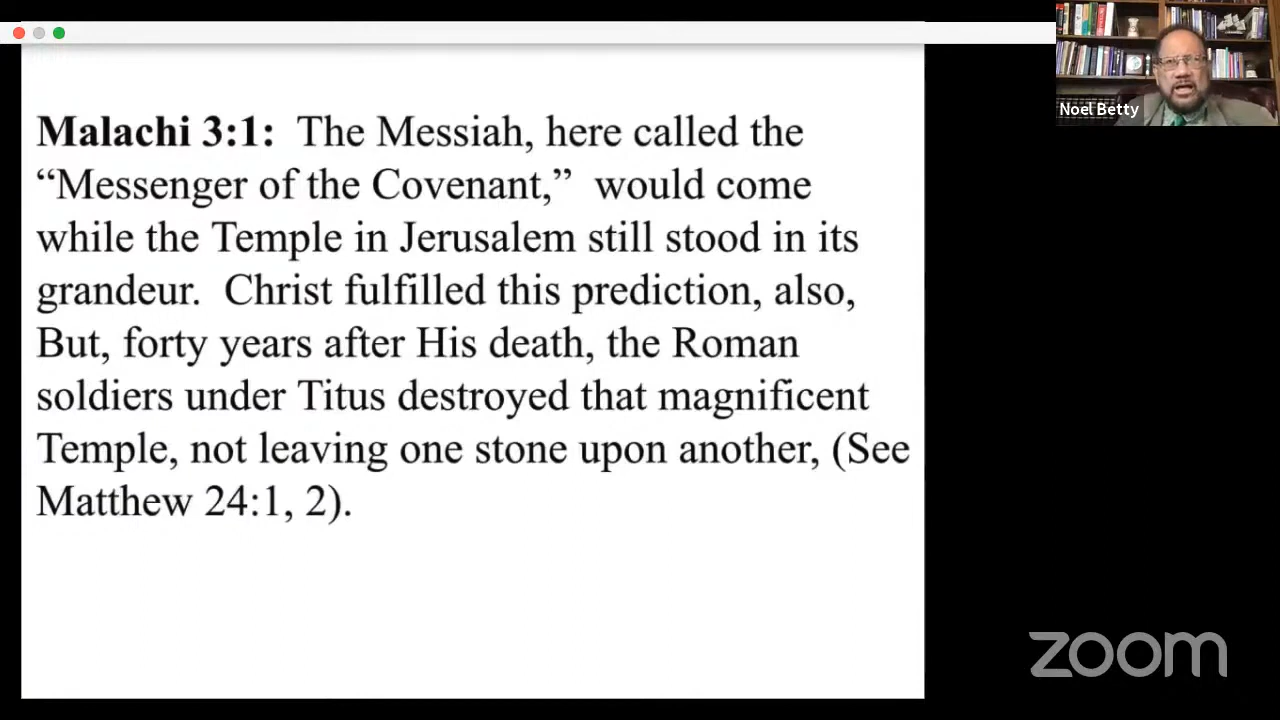 Malachi 3:1:  The Messiah, here called the
“Messenger of the Covenant,”  would come
while the Temple in Jerusalem still stood in its
grandeur.  Christ fulfilled this prediction, also,
But, forty years after His death, the Roman
soldiers under Titus destroyed that magnificent
Temple, not leaving one stone upon another, (See
Matthew 24:1, 2).
Noel Betty
zoom